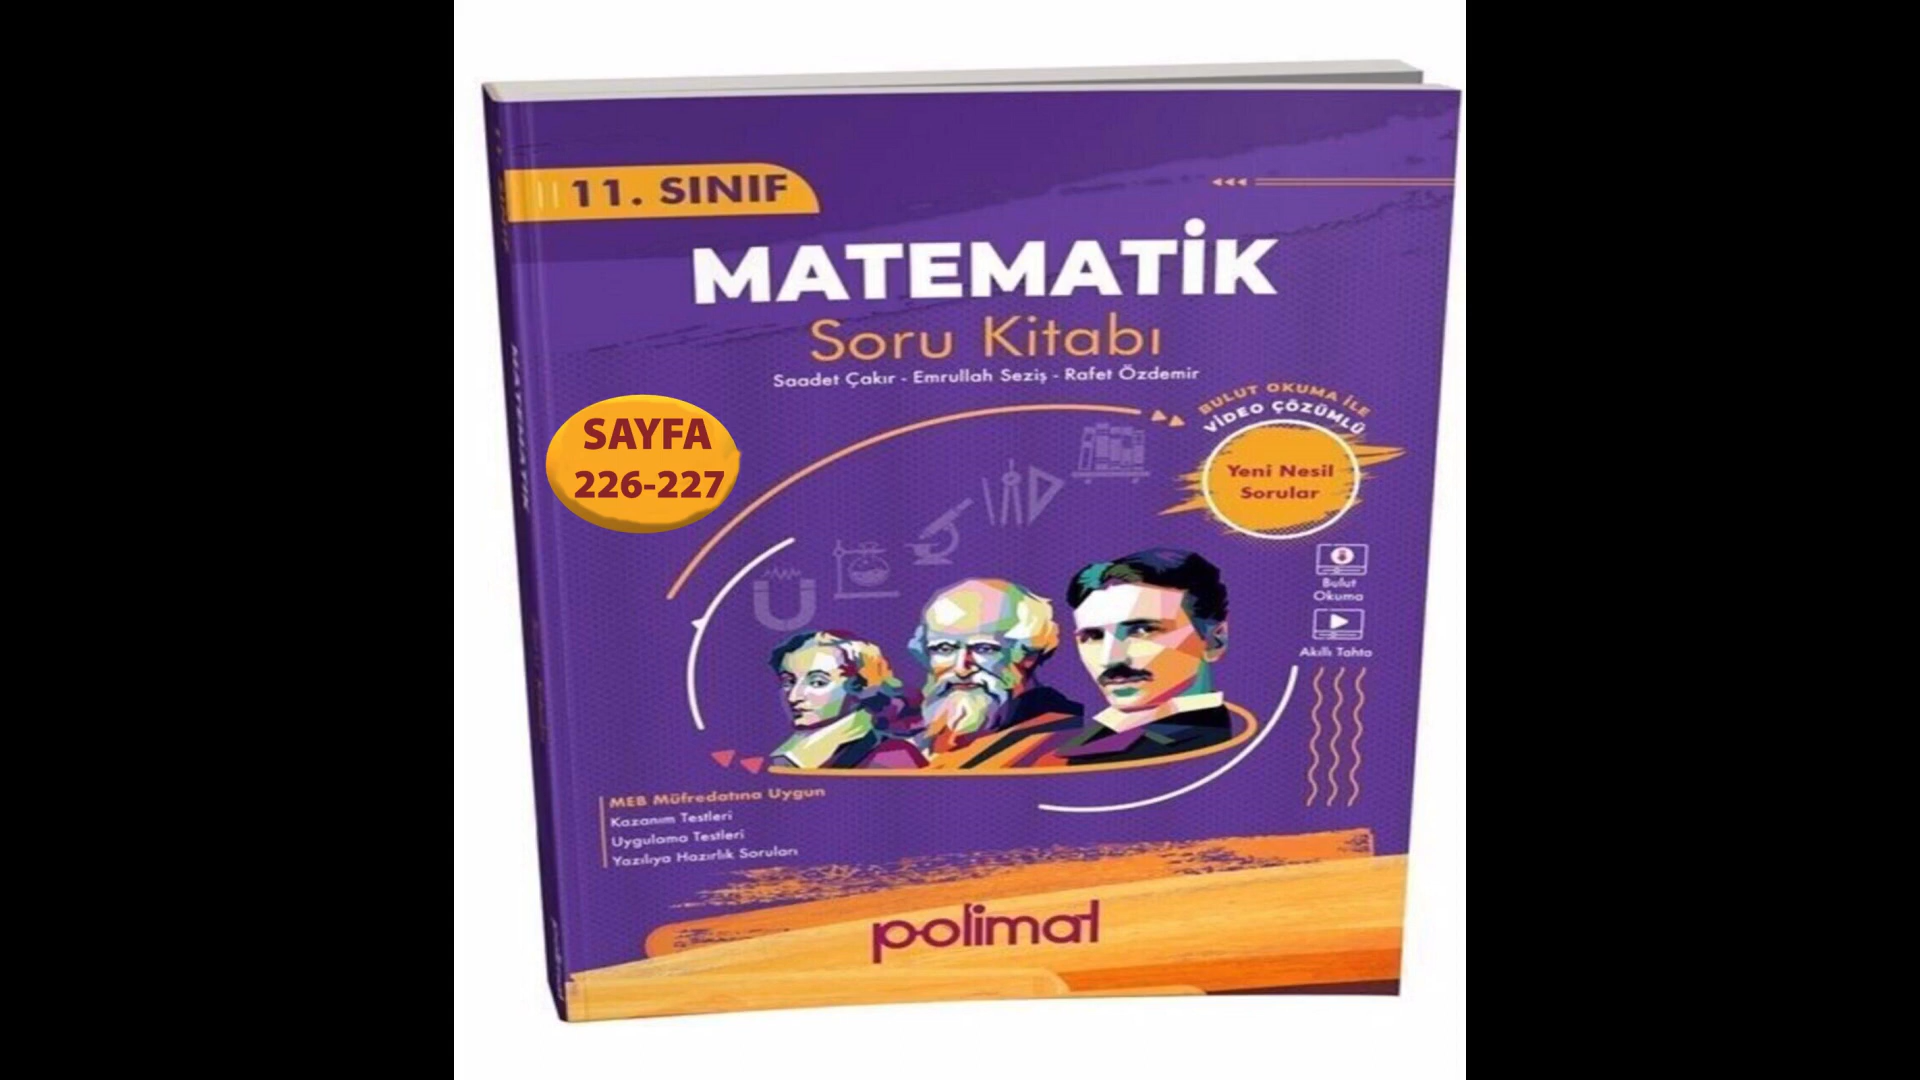 11. SINIF
MATEMATİK
Soru Kitabı
Saadet Çakır - Emrullah Seziş - Rafet Özdemir
BULUT OKUMA İLE
VİDEO ÇÖZÜMLÜ
Yeni Nesil
Sorular
SAYFA
226-227
Bulut
Okuma
Akıllı Tahta
MEB Müfredatına Uygun
Kazanım Testleri
Uygulama Testleri
Yazılıya Hazırlık Soruları
polimat
MATEMATİK